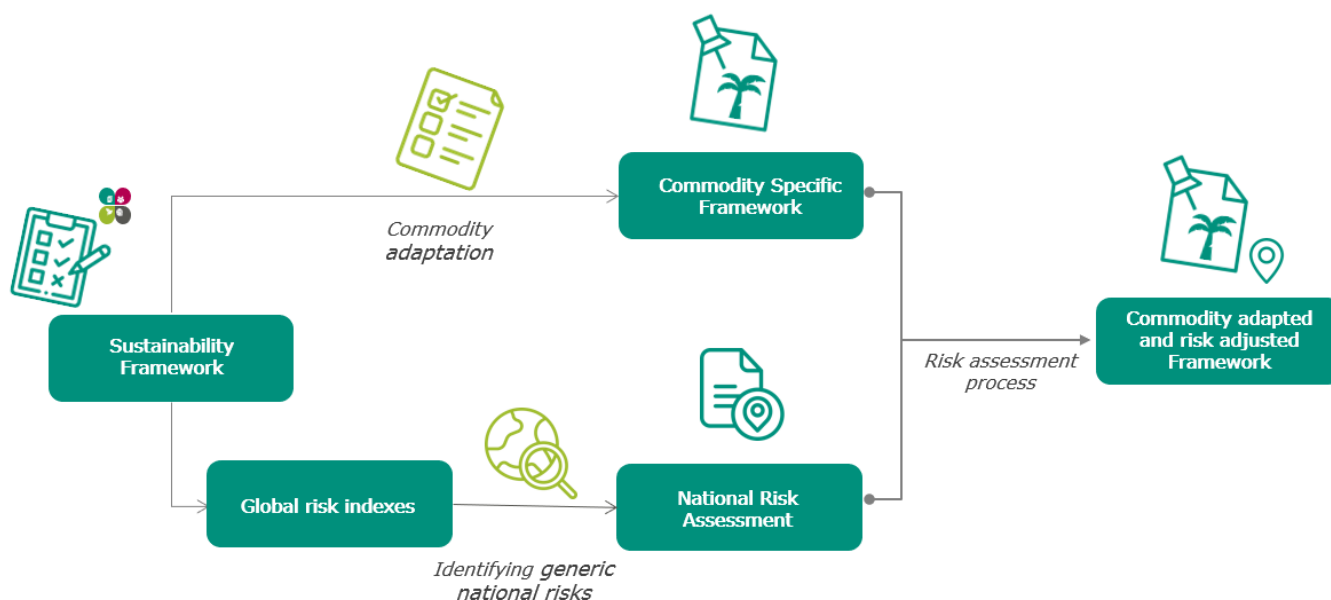 Commodity Specific
Framework
Commodity
adaptation
Sustainability
Framework
Commodity adapted
and risk adjusted
Framework
Risk assessment
process
Global risk indexes
National Risk
Assessment
Identifying generic
national risks